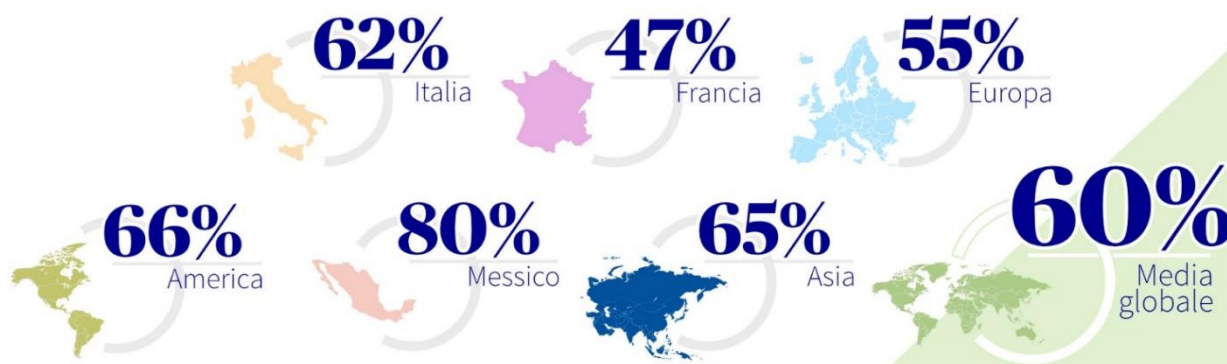 62%
Italia
47%
Francia
55%
Europa
66%
America
80%
Messico
65%
Asia
60%
Media
globale